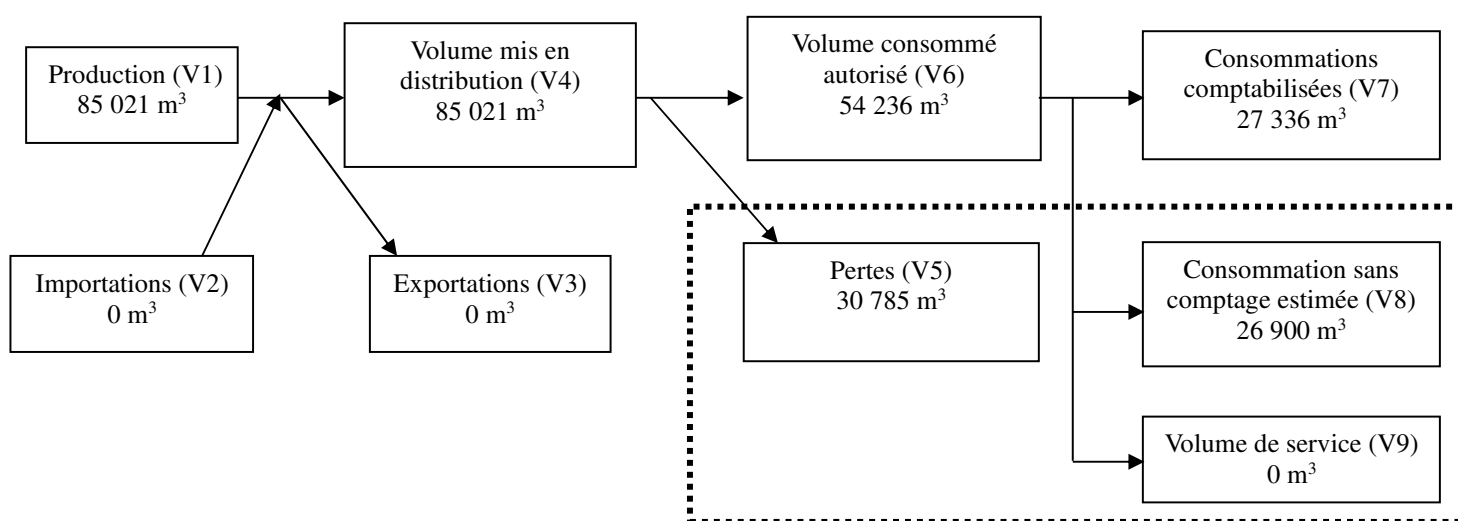 Production (V1)
85 021 m³
Volume mis en
distribution (V4)
85 021 m³
Volume consommé
autorisé (V6)
54 236 m³
Consommations
comptabilisées (V7)
27 336 m³
Importations (V2)
0 m³
Exportations (V3)
0 m³
Pertes (V5)
30 785 m³
Consommation sans
comptage estimée (V8)
26 900 m³
Volume de service (V9)
0 m³